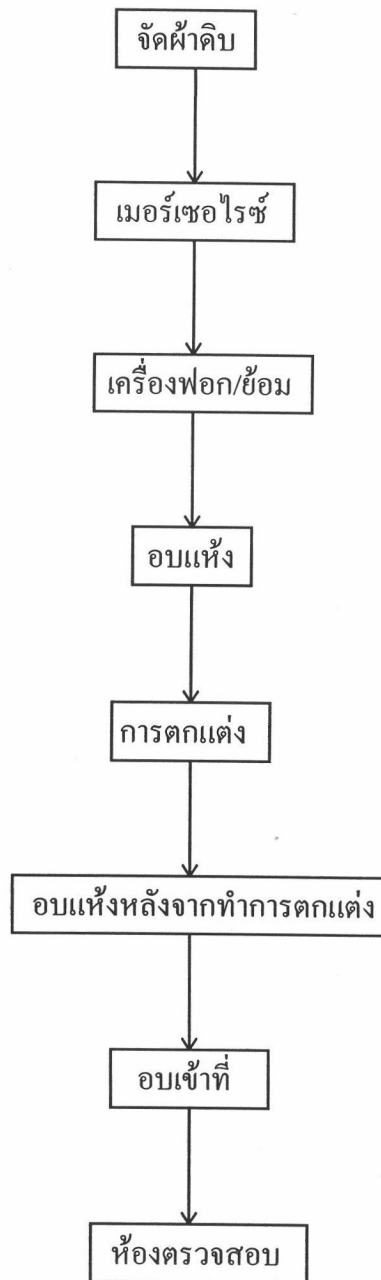 จัดผ้าดิบ
เมอร์เซอไรซ์
เครื่องฟอก/ย้อม
อบแห้ง
การตกแต่ง
อบแห้งหลังจากทำการตกแต่ง
อบเข้าที่
ห้องตรวจสอบ